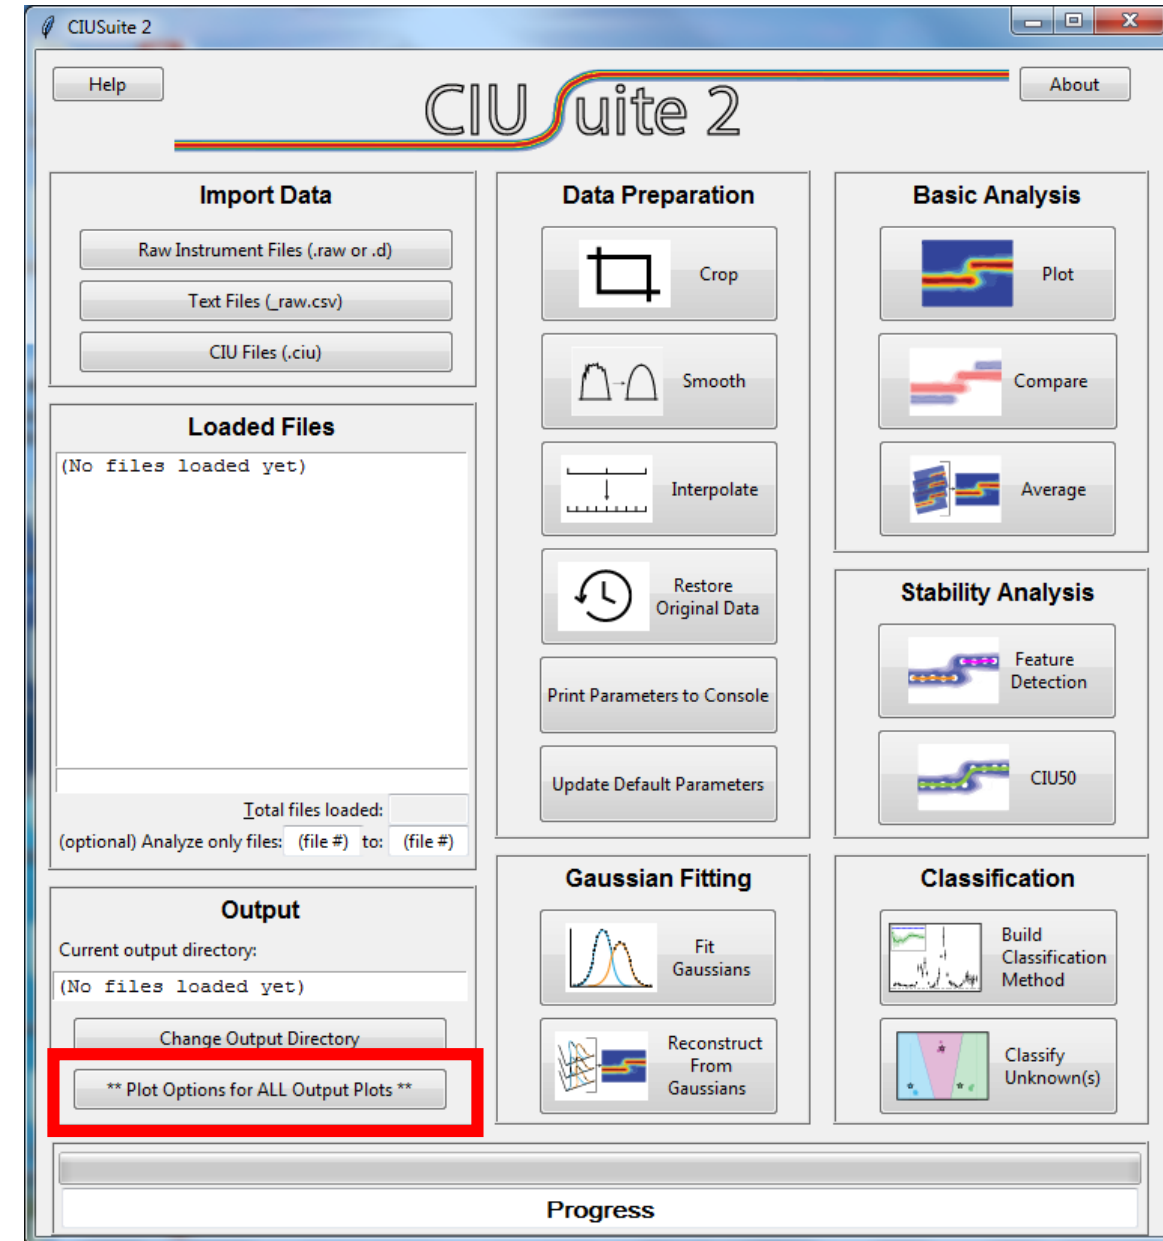 CIUSuite 2
Help
CIU Suite 2
About
Import Data
Raw Instrument Files (.raw or .d)
Text Files (_raw.csv)
CIU Files (.ciu)
Loaded Files
(No files loaded yet)
Total files loaded:
(optional) Analyze only files: (file #) to: (file #)
Output
Current output directory:
(No files loaded yet)
Change Output Directory
** Plot Options for ALL Output Plots **
Data Preparation
Crop
Smooth
Interpolate
Restore
Original Data
Print Parameters to Console
Update Default Parameters
Gaussian Fitting
Fit
Gaussians
Reconstruct
From
Gaussians
Basic Analysis
Plot
Compare
Average
Stability Analysis
Feature
Detection
CIU50
Classification
Build
Classification
Method
Classify
Unknown(s)
Progress